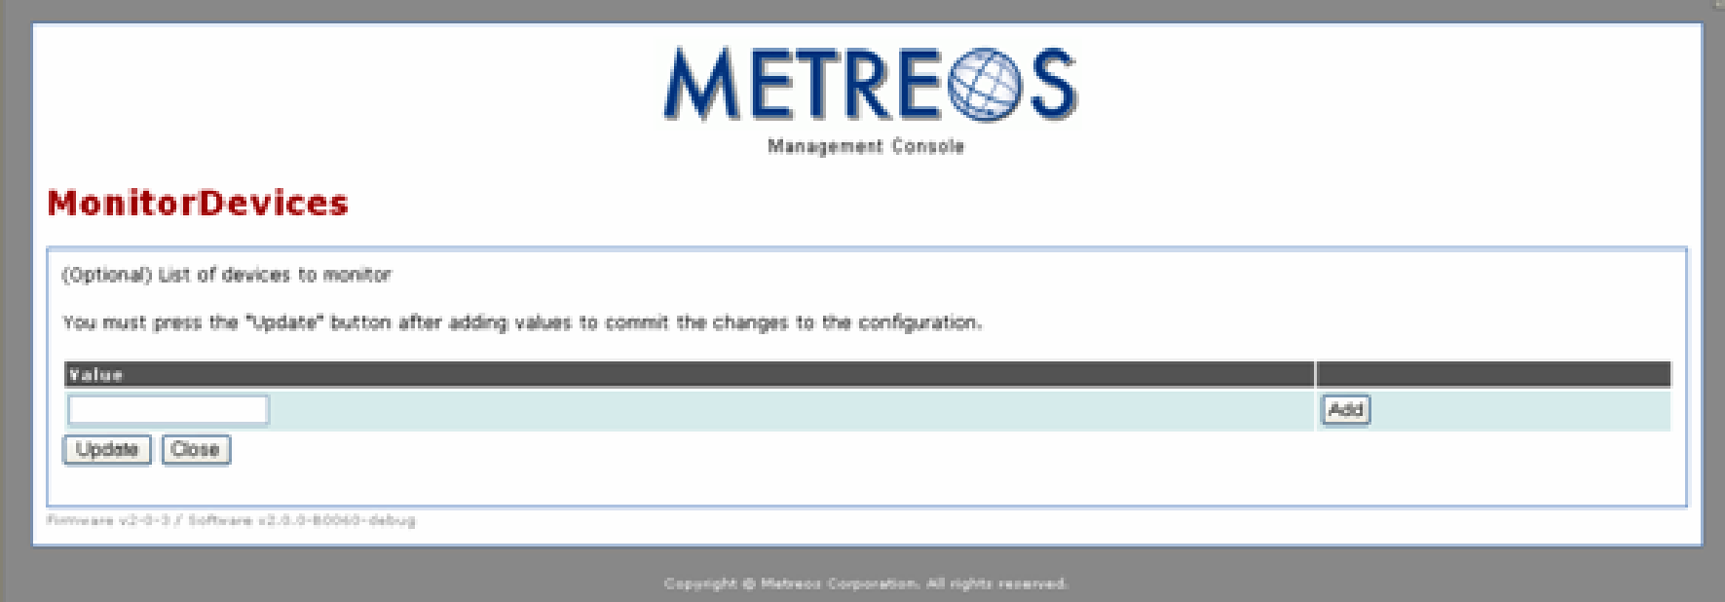 METREOS
Management Console
MonitorDevices
(Optional) List of devices to monitor
You must press the "Update" button after adding values to commit the changes to the configuration.
Value
Add
Update Close
Firmware v2-0-3 / Software v2.0.0-B0060-debug
Copyright © Metreos Corporation. All rights reserved.